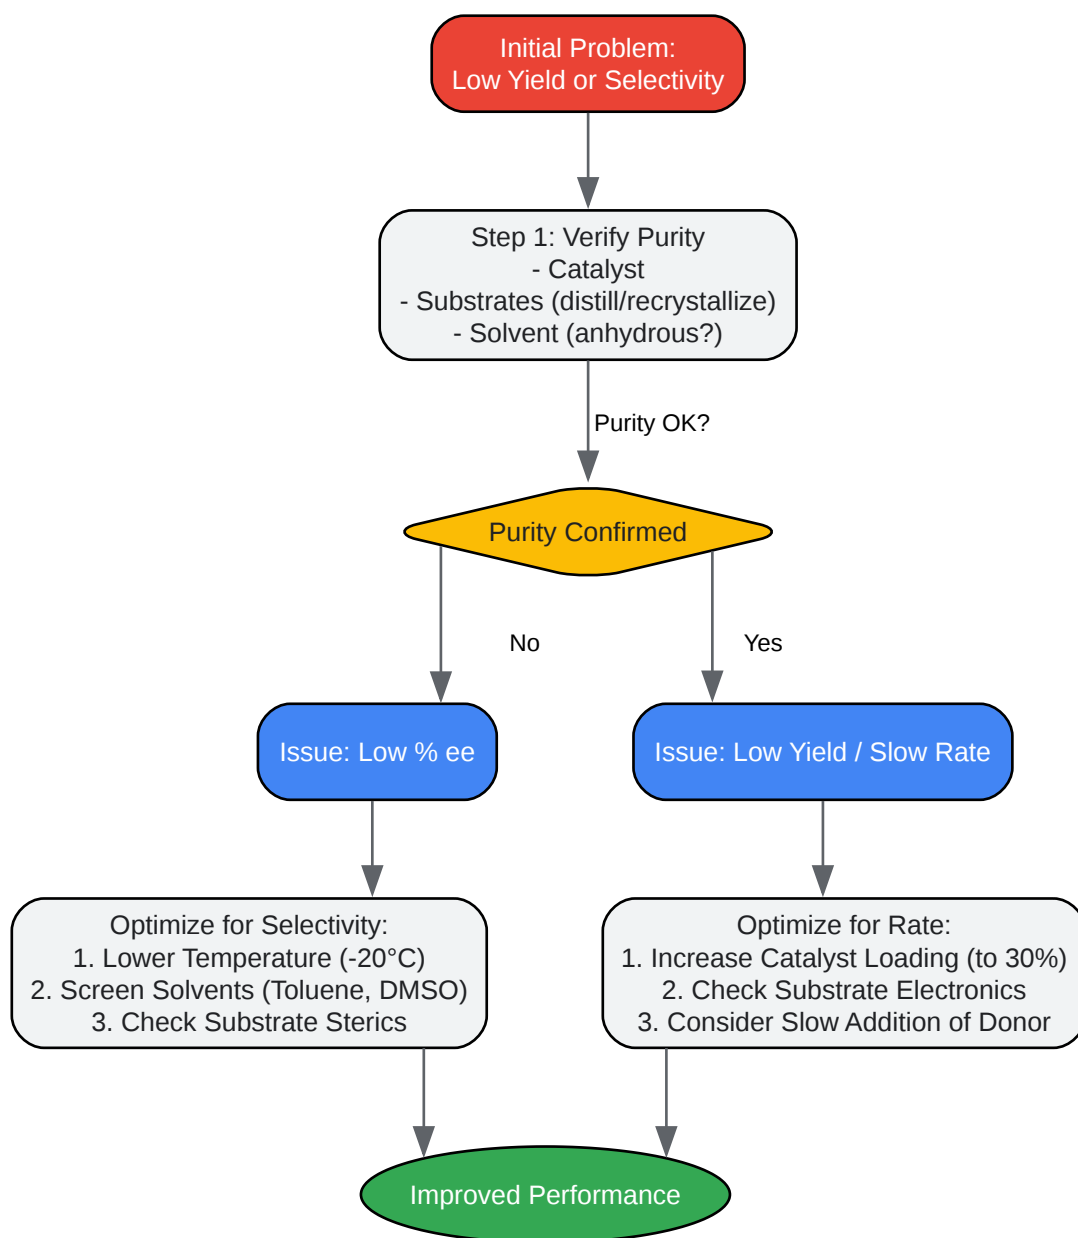 Initial Problem:
Low Yield or Selectivity
Step 1: Verify Purity
- Catalyst
- Substrates (distill/recrystallize)
- Solvent (anhydrous?)
Purity OK?
Purity Confirmed
No
Yes
Issue: Low % ee
Issue: Low Yield / Slow Rate
Optimize for Selectivity:
1. Lower Temperature (-20°C)
2. Screen Solvents (Toluene, DMSO)
3. Check Substrate Sterics
Optimize for Rate:
1. Increase Catalyst Loading (to 30%)
2. Check Substrate Electronics
3. Consider Slow Addition of Donor
Improved Performance